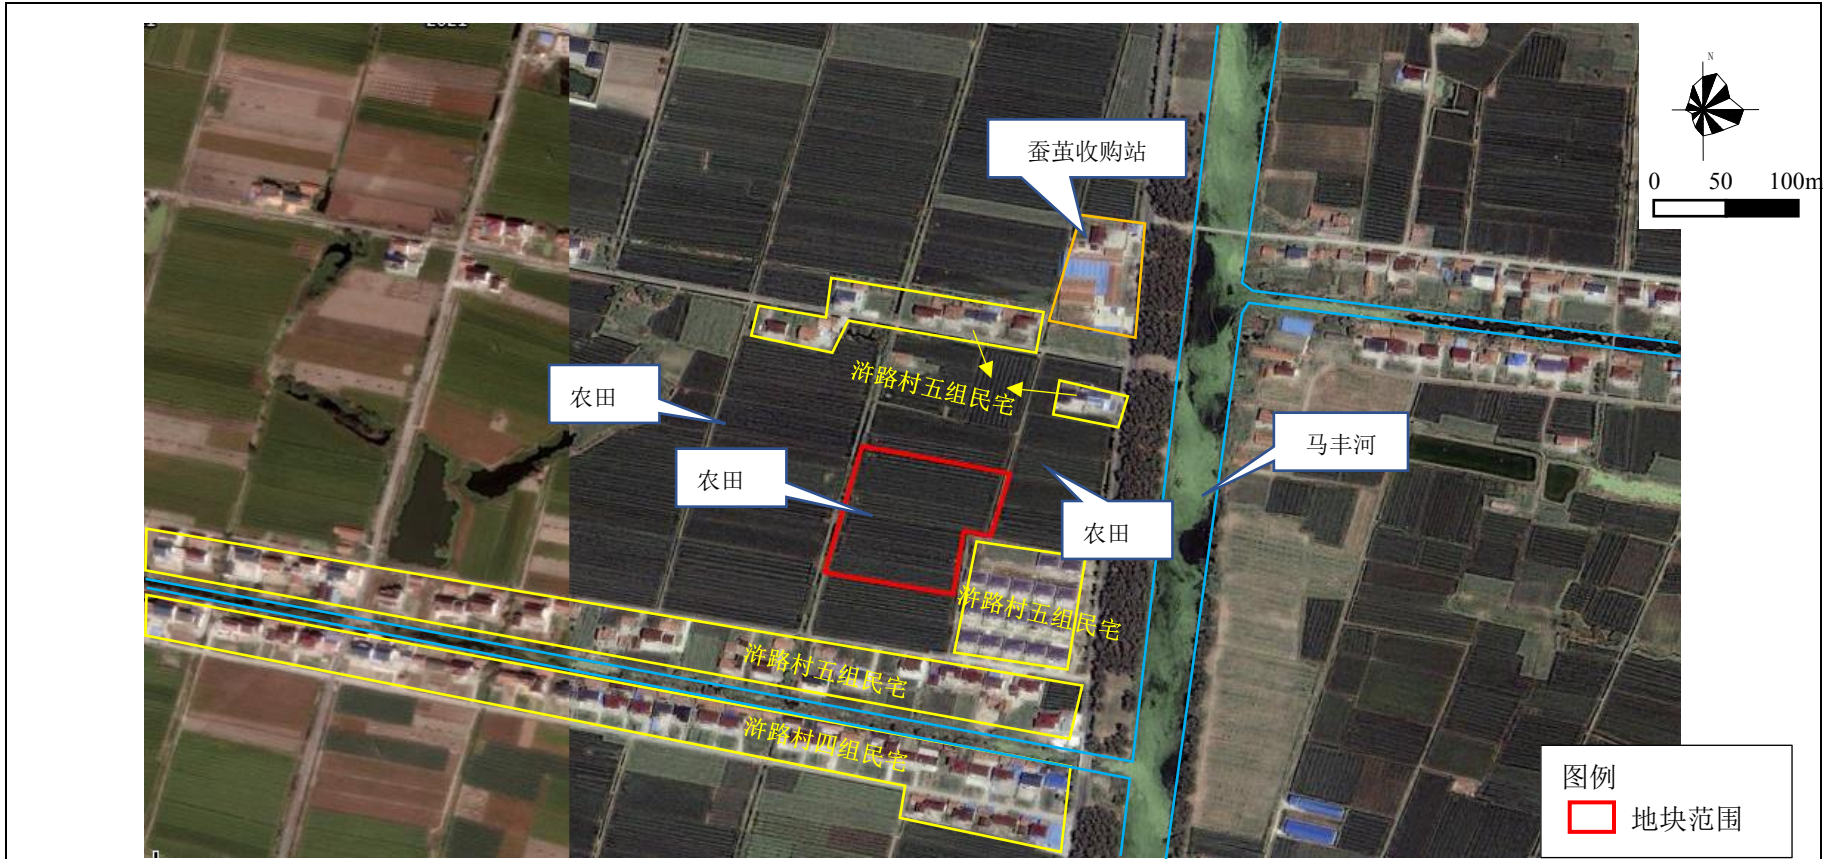 N
0 50 100m
蚕茧收购站
浒路村五组民宅
农田
农田
马丰河
农田
浒路村五组民宅
浒路村五组民宅
浒路村四组民宅
图例
地块范围